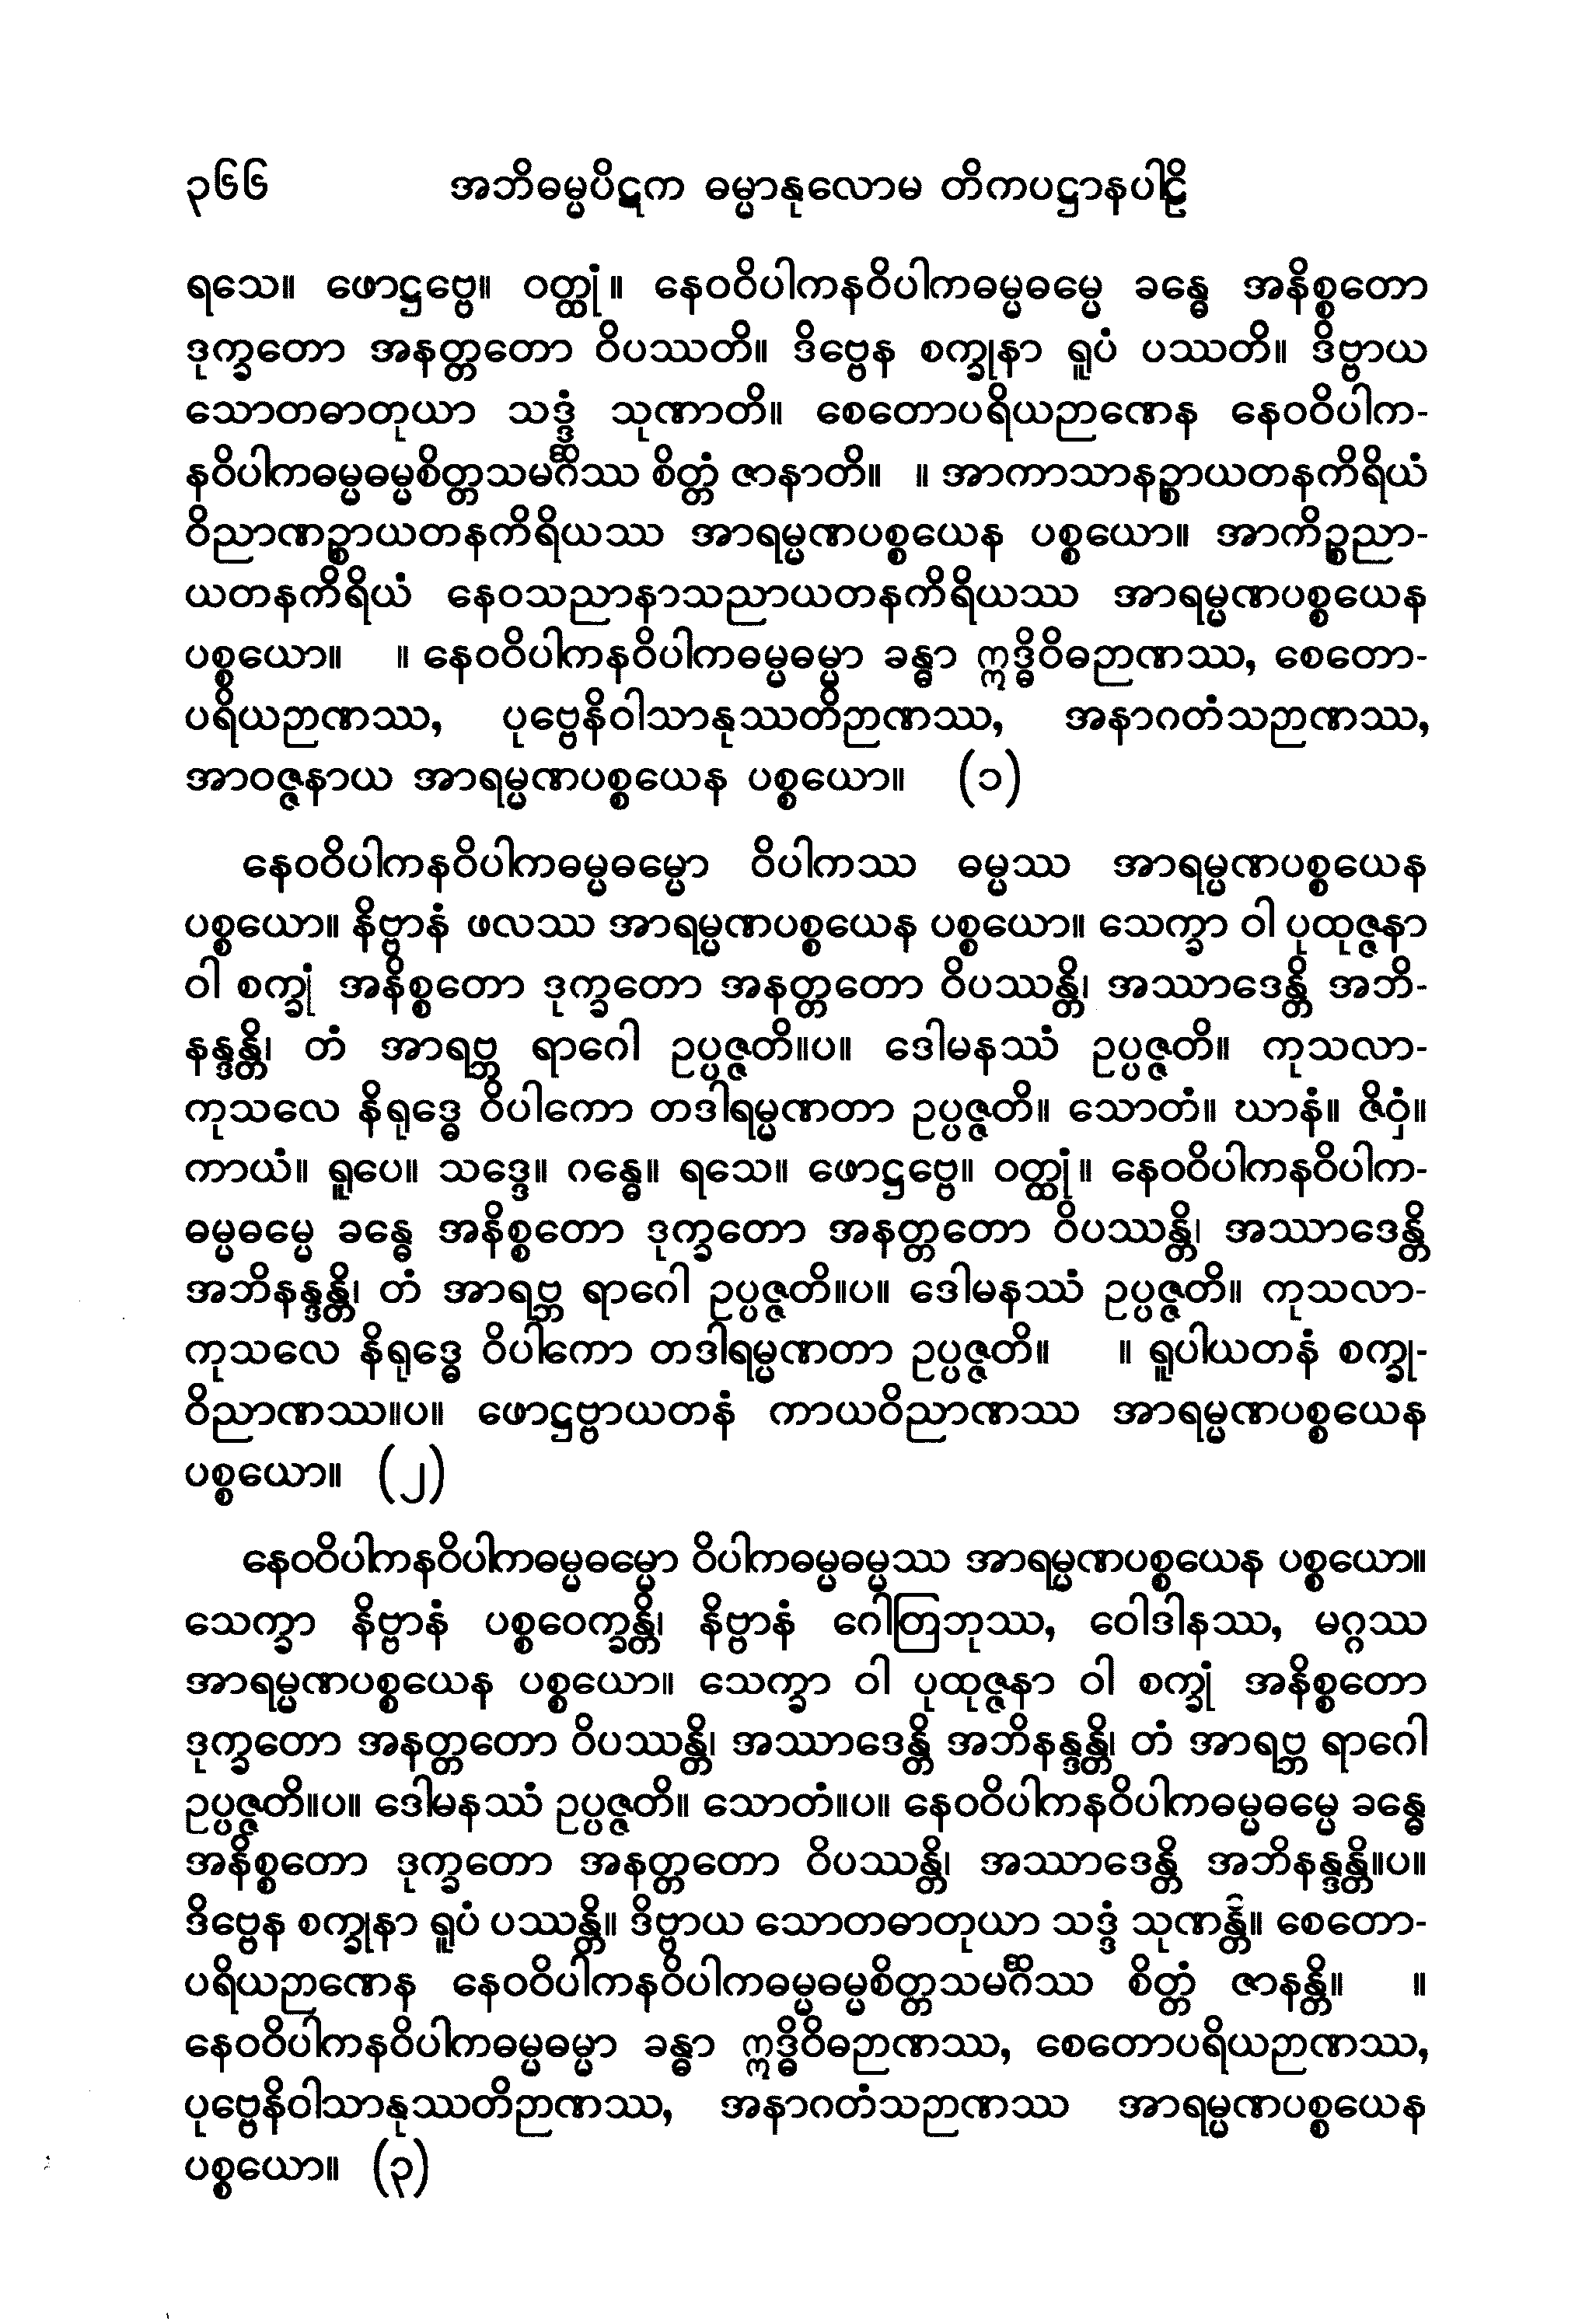 ၃၆၆ အဘိဓမ္မပိဋက ဓမ္မာနုလောမ တိကပဋ္ဌာနပါဠိ
ရသေ။ ဖောဋ္ဌဗ္ဗေ။ ဝတ္ထုံ။ နေဝဝိပါကနဝိပါကဓမ္မဓမ္မေ ခန္ဓေ အနိစ္စတော
ဒုက္ခတော အနတ္တတော ဝိပဿတိ။ ဒိဗ္ဗေန စက္ခုနာ ရူပံ ပဿတိ။ ဒိဗ္ဗာယ
သောတဓာတုယာ သဒ္ဒံ သုဏာတိ။ စေတောပရိယဉာဏေန နေဝဝိပါက-
နဝိပါကဓမ္မဓမ္မစိတ္တသမင်္ဂိဿ စိတ္တံ ဇာနာတိ။ ။ အာကာသာနဉ္စာယတနကိရိယံ
ဝိညာဏဉ္စာယတနကိရိယဿ အာရမ္မဏပစ္စယေန ပစ္စယော။ အာကိဉ္စညာ-
ယတနကိရိယံ နေဝသညာနာသညာယတနကိရိယဿ အာရမ္မဏပစ္စယေန
ပစ္စယော။ ။ နေဝဝိပါကနဝိပါကဓမ္မဓမ္မာ ခန္ဓာ ဣဒ္ဓိဝိဓဉာဏဿ, စေတော-
ပရိယဉာဏဿ, ပုဗ္ဗေနိဝါသာနုဿတိဉာဏဿ, အနာဂတံသဉာဏဿ,
အာဝဇ္ဇနာယ အာရမ္မဏပစ္စယေန ပစ္စယော။ (၁)
နေဝဝိပါကနဝိပါကဓမ္မဓမ္မော ဝိပါကဿ ဓမ္မဿ အာရမ္မဏပစ္စယေန
ပစ္စယော။ နိဗ္ဗာနံ ဖလဿ အာရမ္မဏပစ္စယေန ပစ္စယော။ သေက္ခာ ဝါ ပုထုဇ္ဇနာ
ဝါ စက္ခုံ အနိစ္စတော ဒုက္ခတော အနတ္တတော ဝိပဿန္တိ၊ အဿာဒေန္တိ အဘိ-
နန္ဒန္တိ၊ တံ အာရဗ္ဘ ရာဂေါ ဥပ္ပဇ္ဇတိ။ပ။ ဒေါမနဿံ ဥပ္ပဇ္ဇတိ။ ကုသလာ-
ကုသလေ နိရုဒ္ဓေ ဝိပါကော တဒါရမ္မဏတာ ဥပ္ပဇ္ဇတိ။ သောတံ။ ဃာနံ။ ဇိဝှံ။
ကာယံ။ ရူပေ။ သဒ္ဒေ။ ဂန္ဓေ။ ရသေ။ ဖောဋ္ဌဗ္ဗေ။ ဝတ္ထုံ။ နေဝဝိပါကနဝိပါက-
ဓမ္မဓမ္မေ ခန္ဓေ အနိစ္စတော ဒုက္ခတော အနတ္တတော ဝိပဿန္တိ၊ အဿာဒေန္တိ
အဘိနန္ဒန္တိ၊ တံ အာရဗ္ဘ ရာဂေါ ဥပ္ပဇ္ဇတိ။ပ။ ဒေါမနဿံ ဥပ္ပဇ္ဇတိ။ ကုသလာ-
ကုသလေ နိရုဒ္ဓေ ဝိပါကော တဒါရမ္မဏတာ ဥပ္ပဇ္ဇတိ။ ။ ရူပါယတနံ စက္ခု-
ဝိညာဏဿ။ပ။ ဖောဋ္ဌဗ္ဗာယတနံ ကာယဝိညာဏဿ အာရမ္မဏပစ္စယေန
ပစ္စယော။ (၂)
နေဝဝိပါကနဝိပါကဓမ္မဓမ္မော ဝိပါကဓမ္မဓမ္မဿ အာရမ္မဏပစ္စယေန ပစ္စယော။
သေက္ခာ နိဗ္ဗာနံ ပစ္စဝေက္ခန္တိ၊ နိဗ္ဗာနံ ဂေါတြဘုဿ, ဝေါဒါနဿ, မဂ္ဂဿ
အာရမ္မဏပစ္စယေန ပစ္စယော။ သေက္ခာ ဝါ ပုထုဇ္ဇနာ ဝါ စက္ခုံ အနိစ္စတော
ဒုက္ခတော အနတ္တတော ဝိပဿန္တိ၊ အဿာဒေန္တိ အဘိနန္ဒန္တိ၊ တံ အာရဗ္ဘ ရာဂေါ
ဥပ္ပဇ္ဇတိ။ပ။ ဒေါမနဿံ ဥပ္ပဇ္ဇတိ။ သောတံ။ပ။ နေဝဝိပါကနဝိပါကဓမ္မဓမ္မေ ခန္ဓေ
အနိစ္စတော ဒုက္ခတော အနတ္တတော ဝိပဿန္တိ၊ အဿာဒေန္တိ အဘိနန္ဒန္တိ။ပ။
ဒိဗ္ဗေန စက္ခုနာ ရူပံ ပဿန္တိ။ ဒိဗ္ဗာယ သောတဓာတုယာ သဒ္ဒံ သုဏန္တိ။ စေတော-
ပရိယဉာဏေန နေဝဝိပါကနဝိပါကဓမ္မဓမ္မစိတ္တသမင်္ဂိဿ စိတ္တံ ဇာနန္တိ။ ။
နေဝဝိပါကနဝိပါကဓမ္မဓမ္မာ ခန္ဓာ ဣဒ္ဓိဝိဓဉာဏဿ, စေတောပရိယဉာဏဿ,
ပုဗ္ဗေနိဝါသာနုဿတိဉာဏဿ, အနာဂတံသဉာဏဿ အာရမ္မဏပစ္စယေန
ပစ္စယော။ (၃)